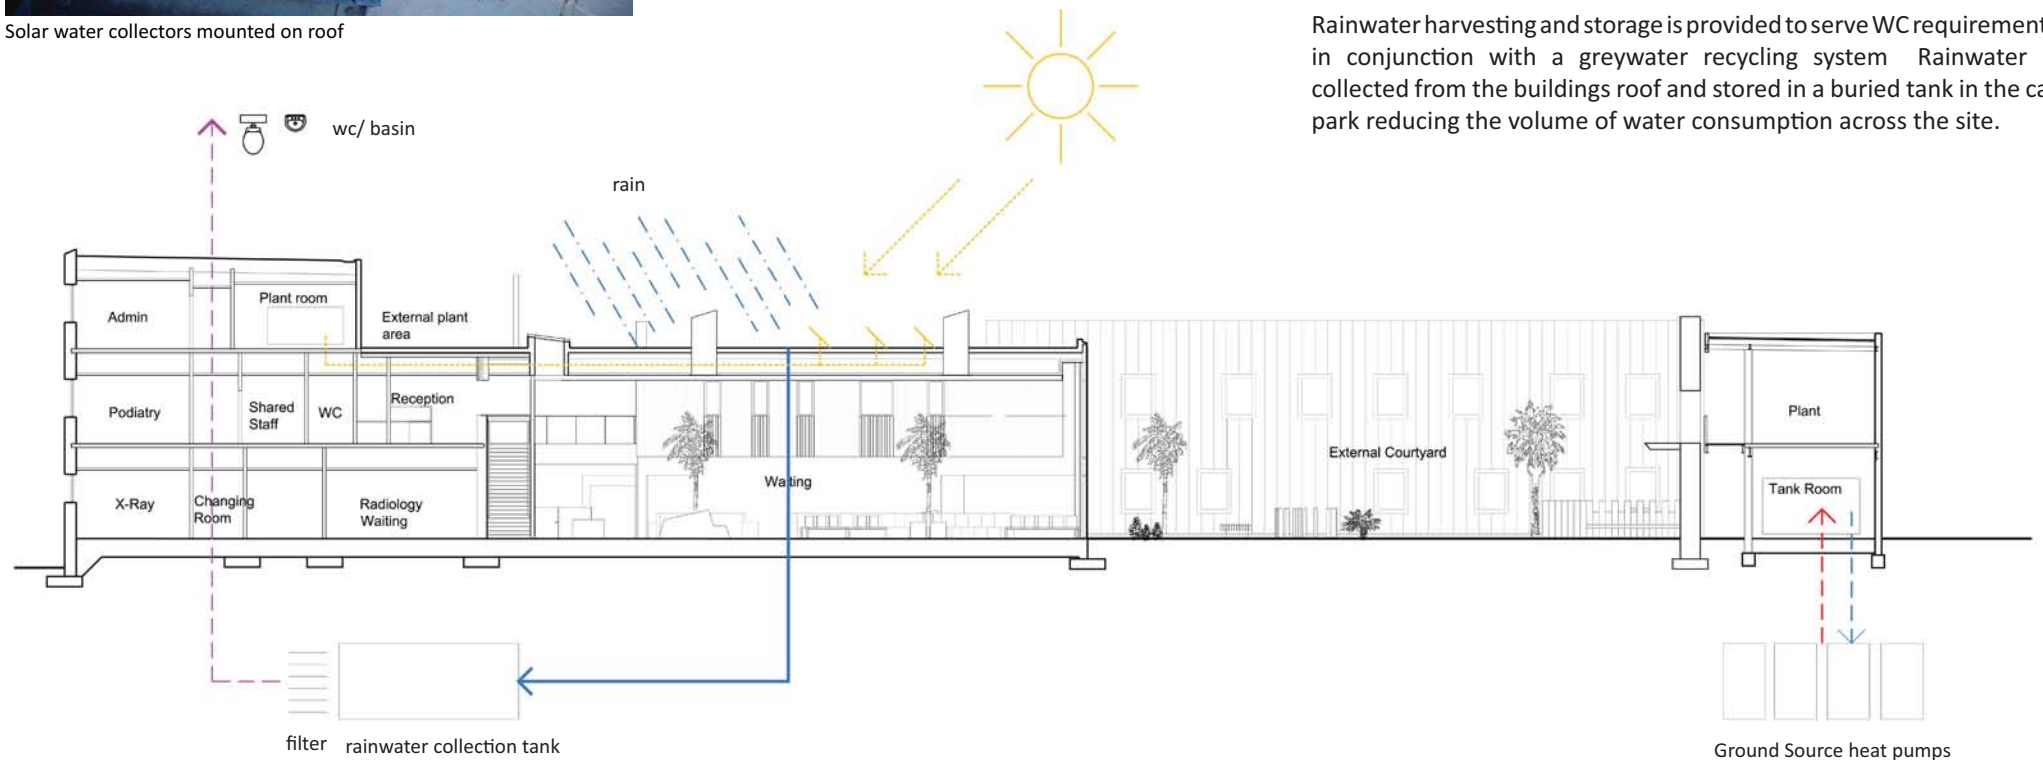 Solar water collectors mounted on roof
Rainwater harvesting and storage is provided to serve WC requirement
in conjunction with a greywater recycling system Rainwater
collected from the buildings roof and stored in a buried tank in the ca
park reducing the volume of water consumption across the site.
wc/ basin
rain
Admin
Plant room
External plant
area
Podiatry
Shared
Staff
WC
Reception
Plant
External Courtyard
X-Ray
Changing
Room
Radiology
Waiting
Waiting
Tank Room
filter
rainwater collection tank
Ground Source heat pumps